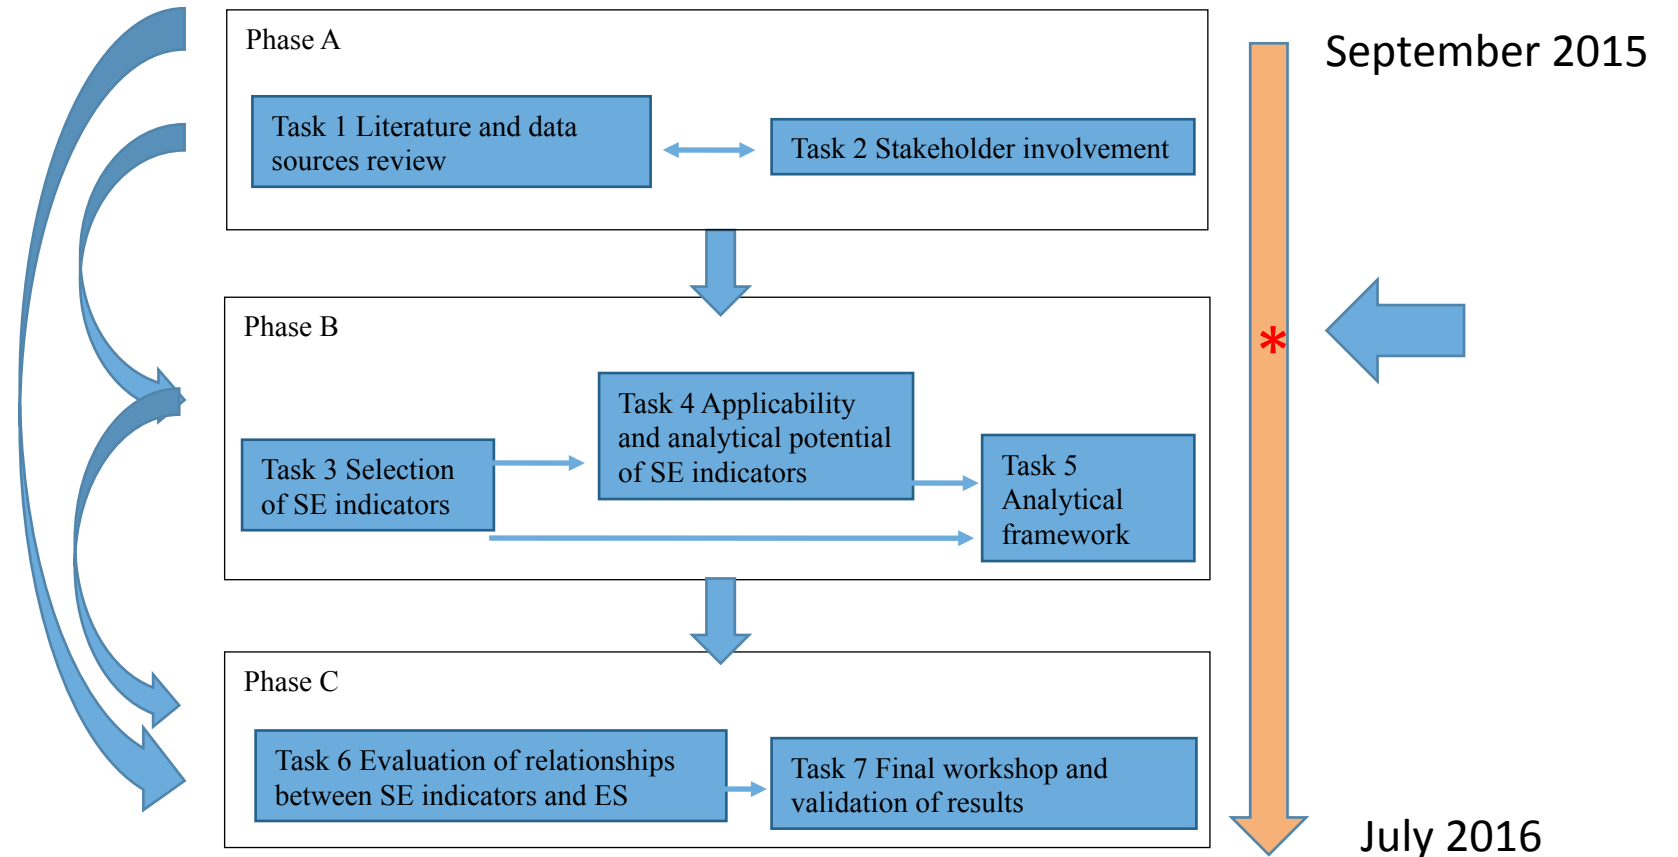 Phase A
September 2015
Task 1 Literature and data
sources review
Task 2 Stakeholder involvement
Phase B
*
Task 4 Applicability
and analytical potential
of SE indicators
Task 3 Selection
of SE indicators
Task 5
Analytical
framework
Phase C
Task 6 Evaluation of relationships
between SE indicators and ES
Task 7 Final workshop and
validation of results
July 2016